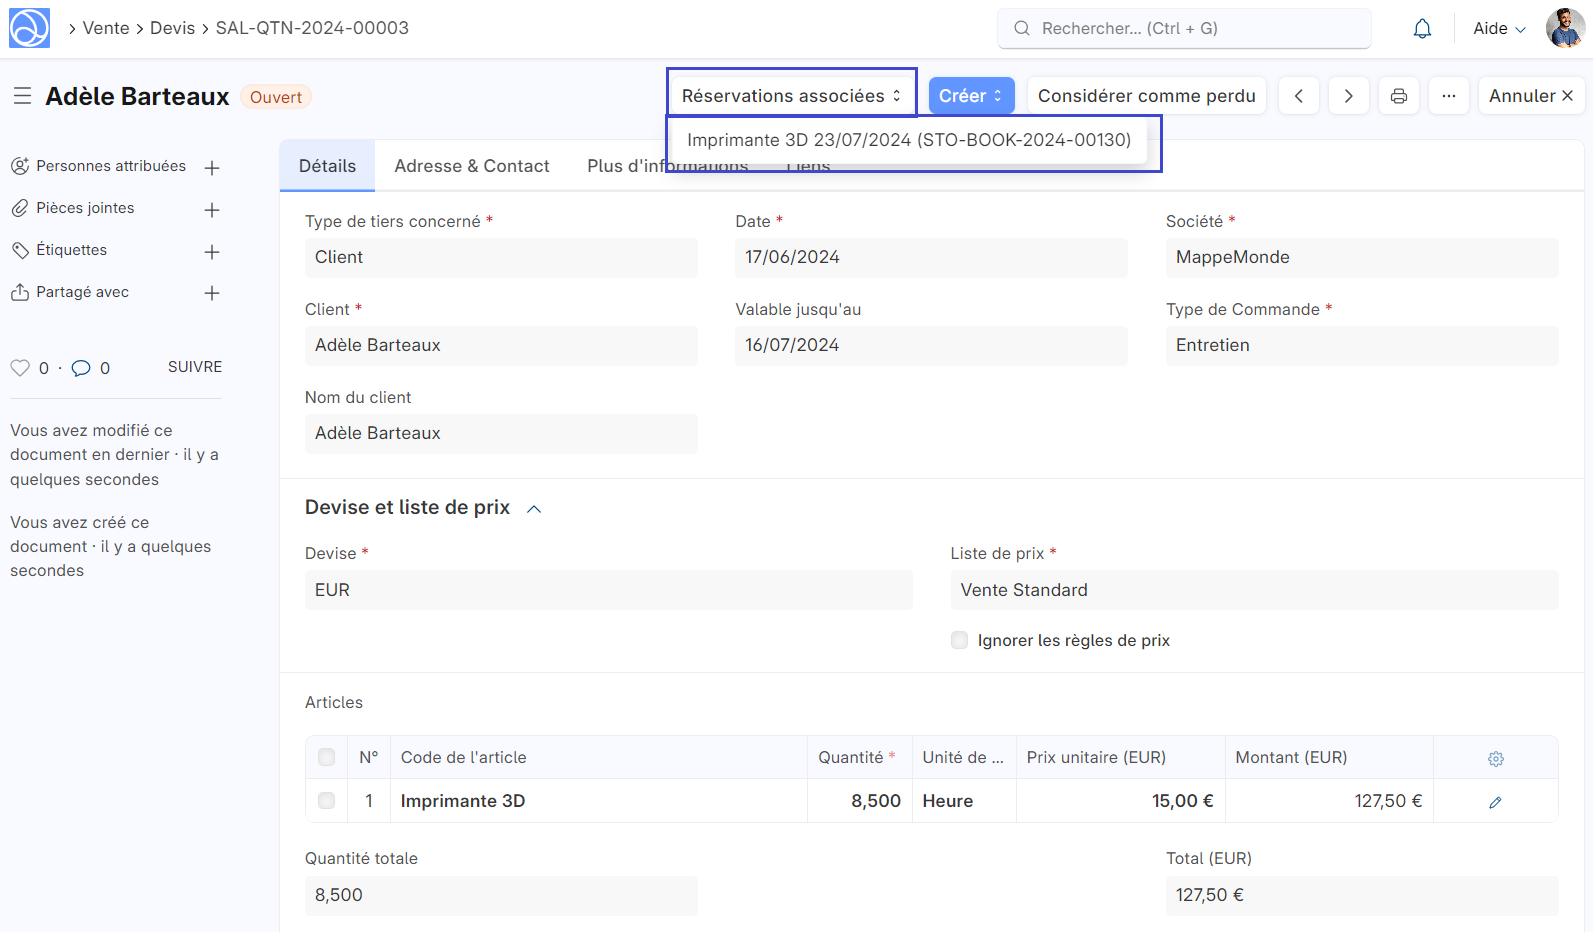 Vente > Devis > SAL-QTN-2024-00003
Rechercher... (Ctrl + G)
Aide
Adèle Barteaux
Ouvert
Réservations associées
Créer
Considérer comme perdu
Annuler
Imprimante 3D 23/07/2024 (STO-BOOK-2024-00130)
Personnes attribuées
Pièces jointes
Étiquettes
Partagé avec
0 · 0 SUIVRE
Vous avez modifié ce
document en dernier · il y a
quelques secondes
Vous avez créé ce
document · il y a quelques
secondes
Détails
Adresse & Contact
Plus d'informations
Liens
Type de tiers concerné *
Client
Date *
17/06/2024
Société *
MappeMonde
Client *
Adèle Barteaux
Valable jusqu'au
16/07/2024
Type de Commande *
Entretien
Nom du client
Adèle Barteaux
Devise et liste de prix
Devise *
EUR
Liste de prix *
Vente Standard
Ignorer les règles de prix
Articles
N° Code de l'article Quantité * Unité de ... Prix unitaire (EUR) Montant (EUR)
1 Imprimante 3D 8,500 Heure 15,00 € 127,50 €
Quantité totale
8,500
Total (EUR)
127,50 €